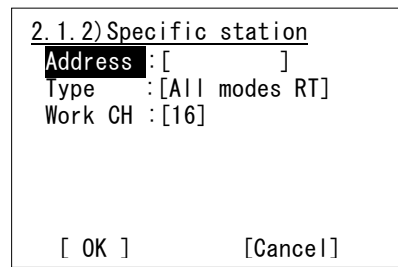 2.1.2)Specific station
Address :[          ]
Type    :[All modes RT]
Work CH :[16]
[ OK ]          [Cancel]